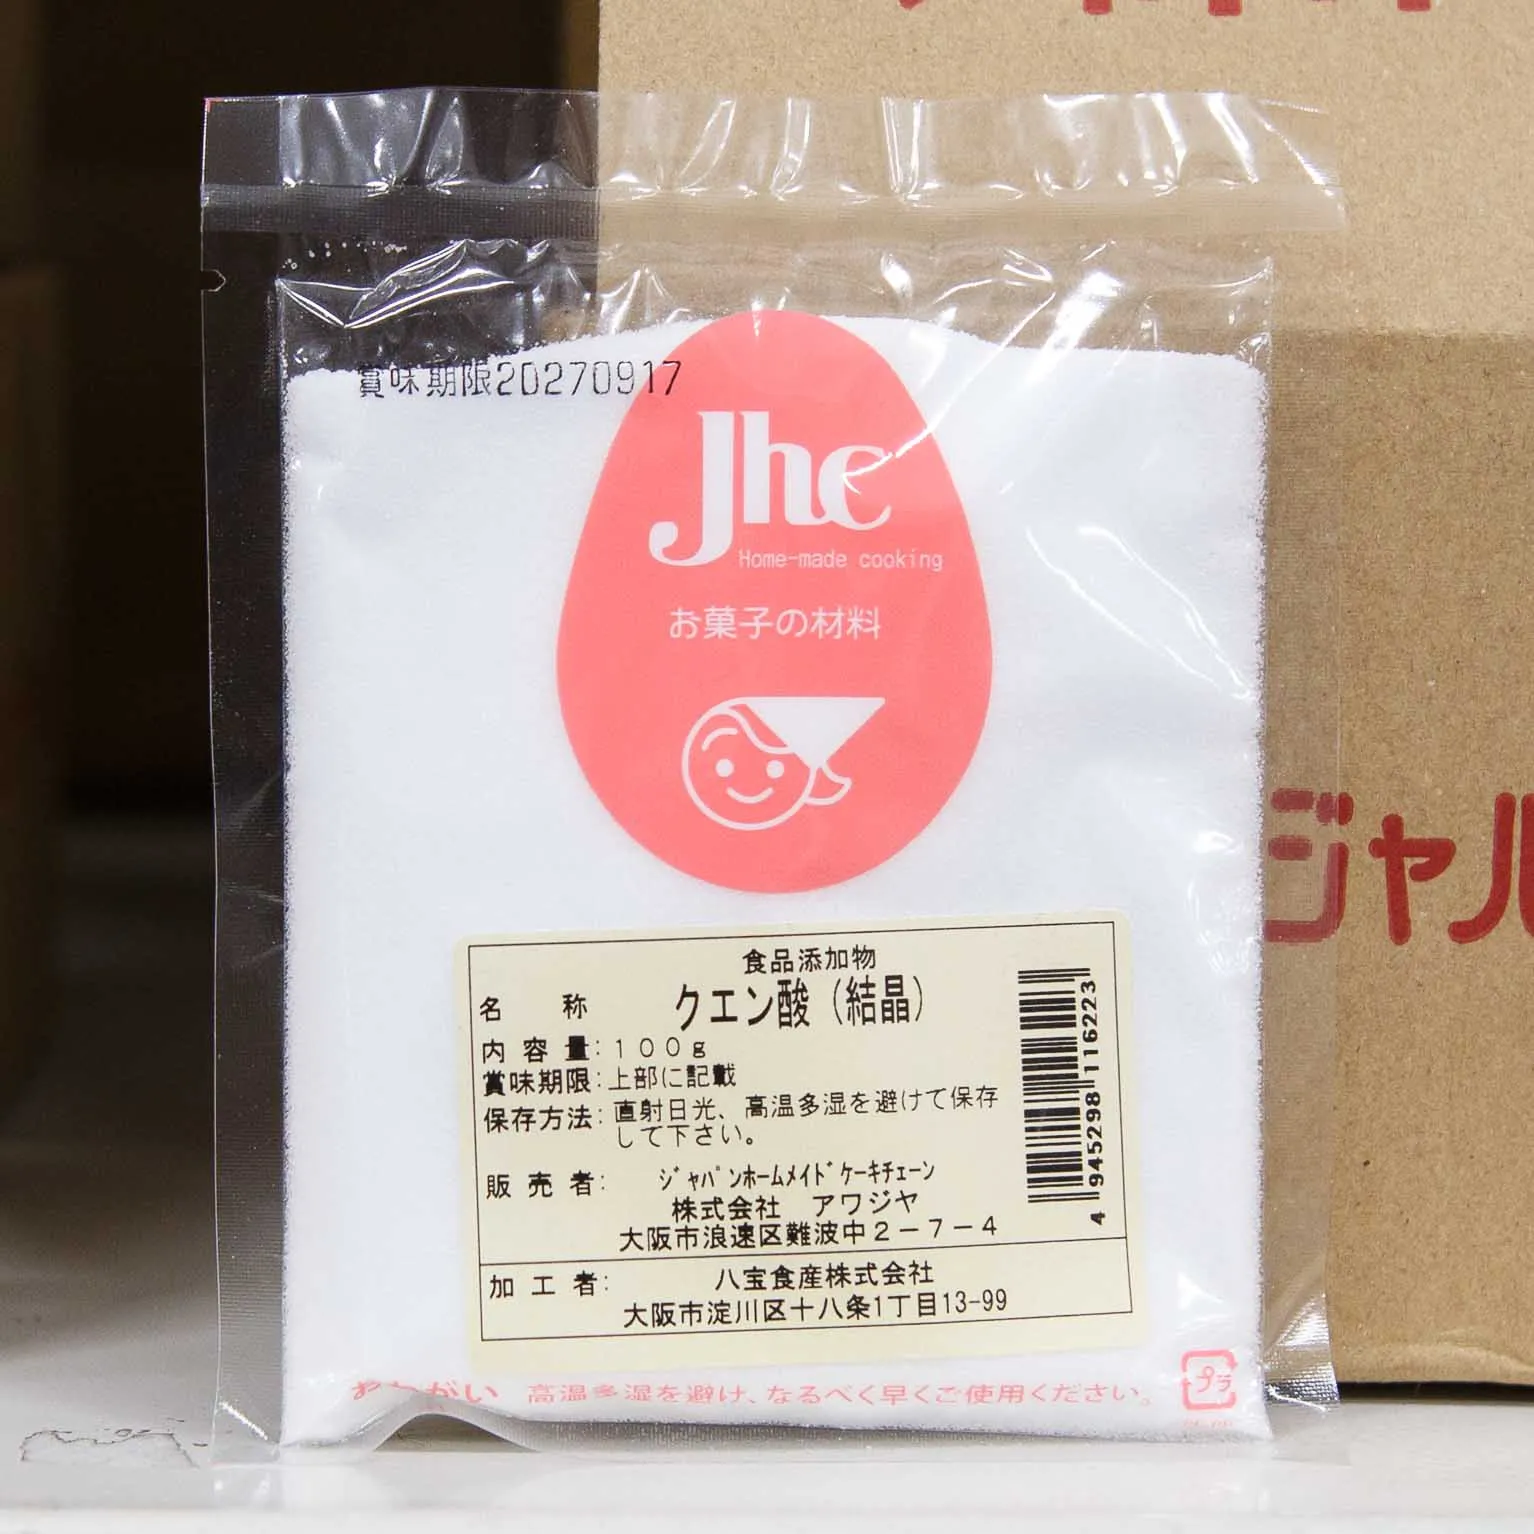 賞味期限20270917
Jhc
Home-made cooking
お菓子の材料
食品添加物
名 称 クエン酸（結晶）
内容量：１００ｇ
賞味期限：上部に記載
保存方法：直射日光、高温多湿を避けて保存
して下さい。
販売者： ｼﾞｬﾊﾟﾝホームメイﾄﾞケーキチェーン
株式会社 アワジヤ
大阪市浪速区難波中２－７－４
加工者： 八宝食産株式会社
大阪市淀川区十八条1丁目13-99
4945298116223
おねがい 高温多湿を避け、なるべく早くご使用ください。
プラ
ジャル